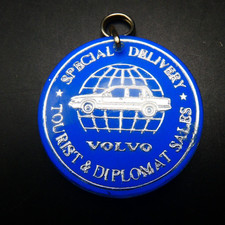 SPECIAL DELIVERY
VOLVO
TOURIST & DIPLOMAT SALES